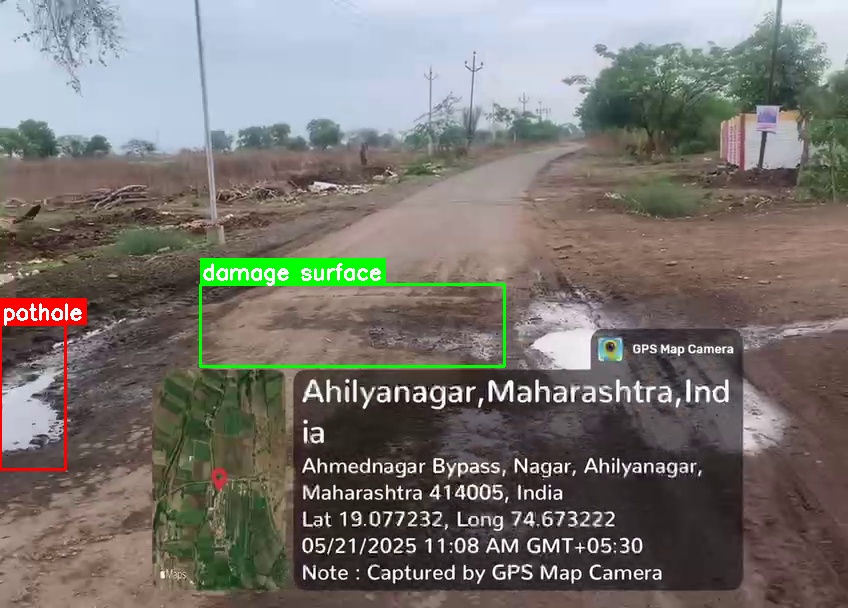 damage surface
pothole
GPS Map Camera
Ahilyanagar,Maharashtra,Ind
ia
Ahmednagar Bypass, Nagar, Ahilyanagar,
Maharashtra 414005, India
Lat 19.077232, Long 74.673222
05/21/2025 11:08 AM GMT+05:30
Note : Captured by GPS Map Camera
Maps